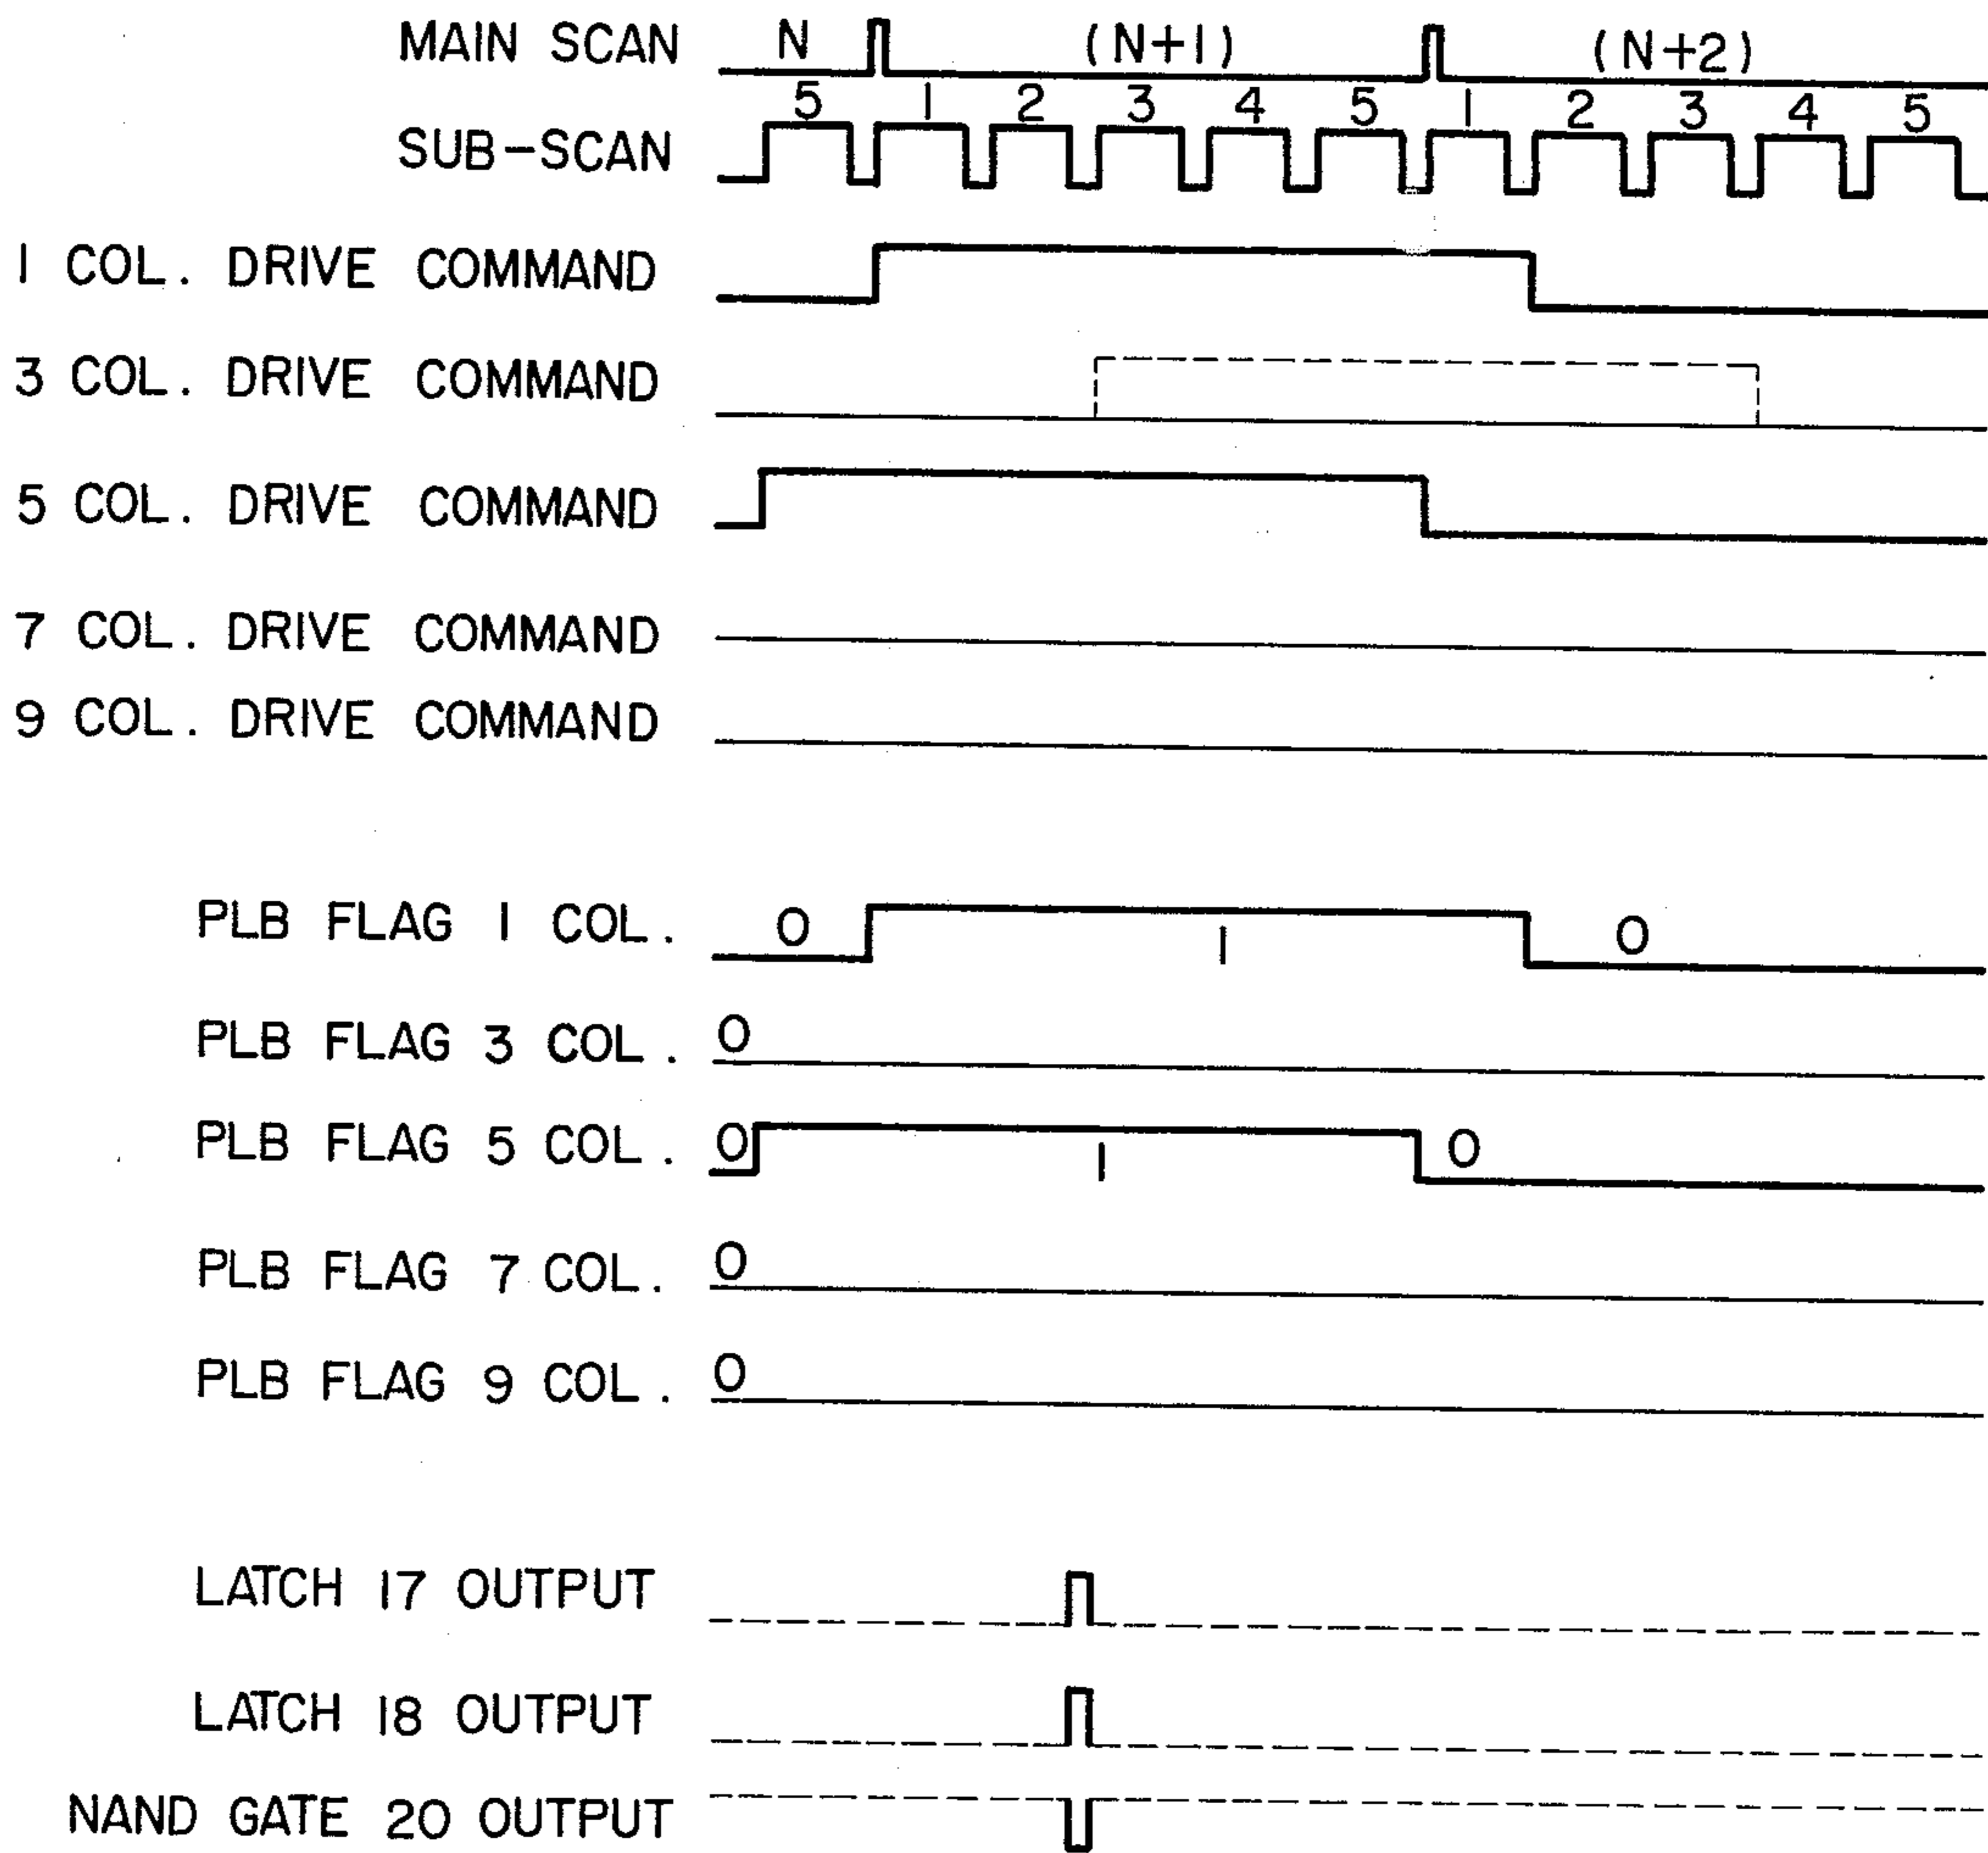 MAIN SCAN N (N+1) (N+2)
5 1 2 3 4 5 1 2 3 4 5
SUB-SCAN
1 COL. DRIVE COMMAND
3 COL. DRIVE COMMAND
5 COL. DRIVE COMMAND
7 COL. DRIVE COMMAND
9 COL. DRIVE COMMAND
PLB FLAG 1 COL. 0 1 0
PLB FLAG 3 COL. 0
PLB FLAG 5 COL. 0 1 0
PLB FLAG 7 COL. 0
PLB FLAG 9 COL. 0
LATCH 17 OUTPUT
LATCH 18 OUTPUT
NAND GATE 20 OUTPUT